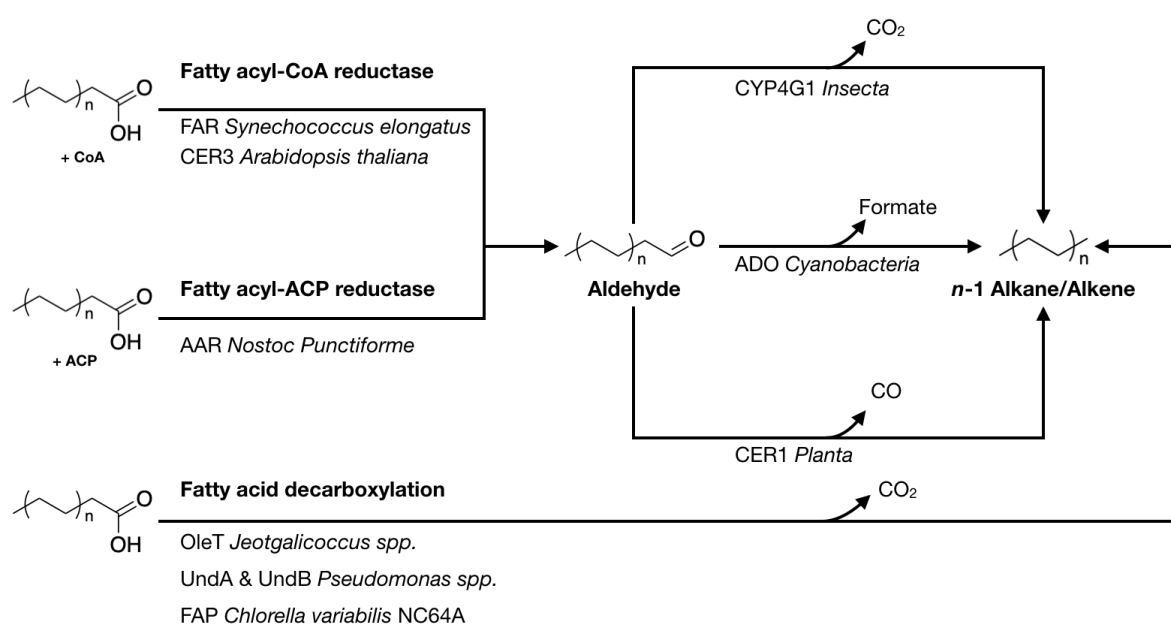 CO₂
Fatty acyl-CoA reductase
CYP4G1 Insecta
O
n
OH
+ CoA
FAR Synechococcus elongatus
CER3 Arabidopsis thaliana
Formate
O
n
n
ADO Cyanobacteria
Aldehyde
n-1 Alkane/Alkene
Fatty acyl-ACP reductase
O
n
OH
+ ACP
AAR Nostoc Punctiforme
CO
CER1 Planta
Fatty acid decarboxylation
CO₂
O
n
OH
OleT Jeotgalicoccus spp.
UndA & UndB Pseudomonas spp.
FAP Chlorella variabilis NC64A